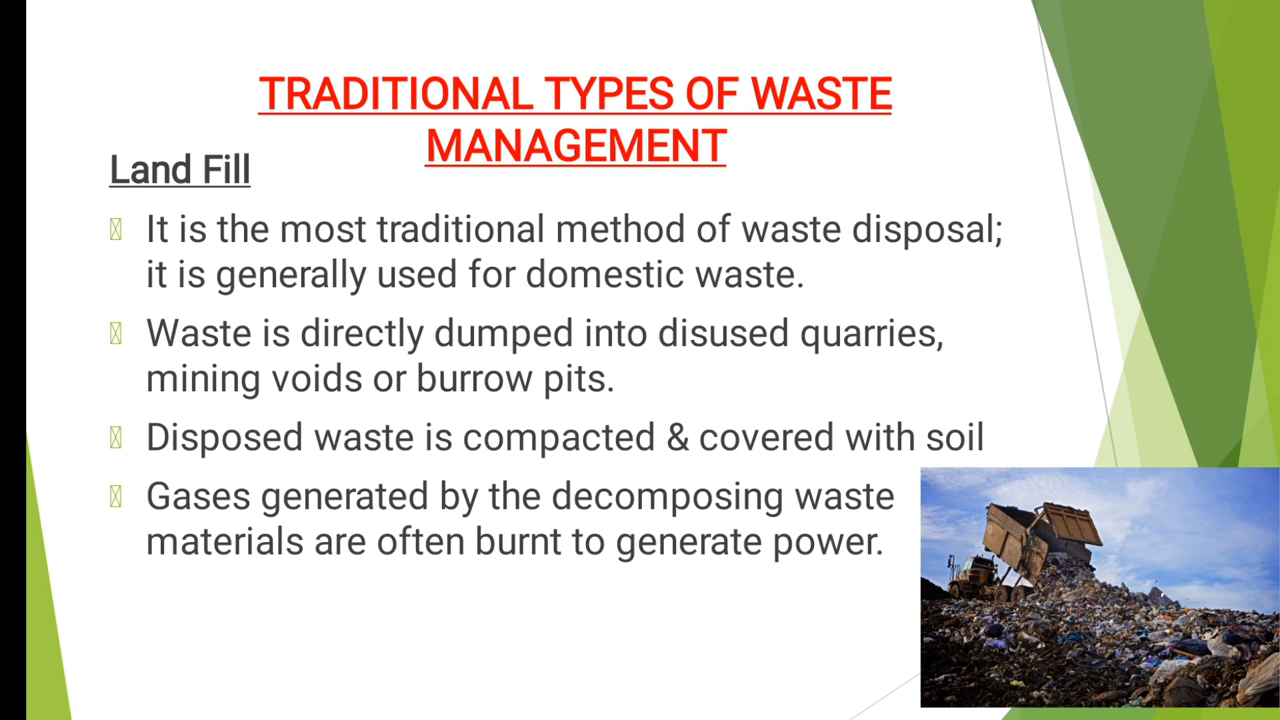 TRADITIONAL TYPES OF WASTE
MANAGEMENT
Land Fill
It is the most traditional method of waste disposal;
it is generally used for domestic waste.
Waste is directly dumped into disused quarries,
mining voids or burrow pits.
Disposed waste is compacted & covered with soil
Gases generated by the decomposing waste
materials are often burnt to generate power.